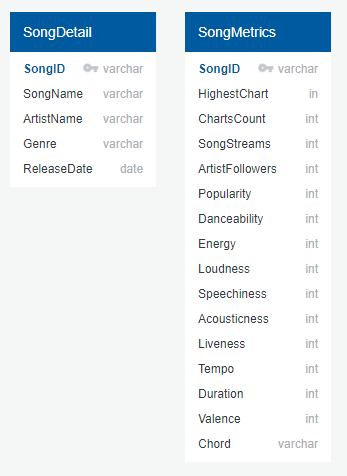 SongDetail
SongID varchar
SongName varchar
ArtistName varchar
Genre varchar
ReleaseDate date
SongMetrics
SongID varchar
HighestChart in
ChartsCount int
SongStreams int
ArtistFollowers int
Popularity int
Danceability int
Energy int
Loudness int
Speechiness int
Acousticness int
Liveness int
Tempo int
Duration int
Valence int
Chord varchar